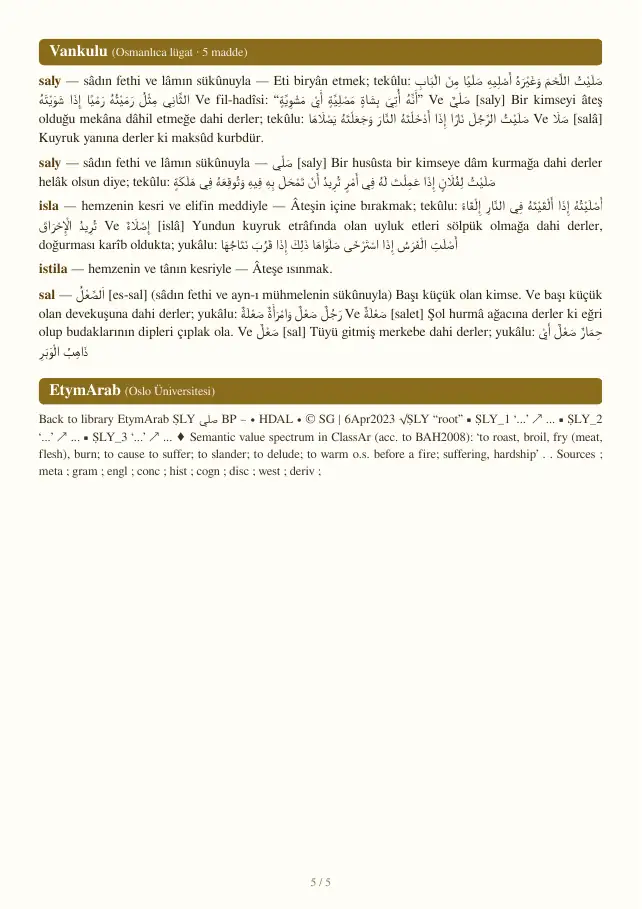 Vankulu (Osmanlıca lügat · 5 madde)
saly — sâdın fethi ve lâmın sükûnuyla — Eti biryân etmek; tekûlu: صَلَيْتُ اللَّحْمَ وَغَيْرَهُ أَصْلِيهِ صَلْيًا مِنَ الْبَابِ
الثَّانِي مِثْلُ رَمَيْتُهُ رَمْيًا إِذَا شَوَيْتَهُ Ve fil-hadîsi: “أَنَّهُ أُتِيَ بِشَاةٍ مَصْلِيَّةٍ أَيْ مَشْوِيَّةٍ” Ve صَلْيٌ [saly] Bir kimseyi âteş
olduğu mekâna dâhil etmeğe dahi derler; tekûlu: صَلَيْتُ الرَّجُلَ نَارًا إِذَا أَدْخَلْتَهُ النَّارَ وَجَعَلْتَهُ يَصْلَاهَا Ve صَلَا [salâ]
Kuyruk yanına derler ki maksûd kurbdür.
saly — sâdın fethi ve lâmın sükûnuyla — صَلْي [saly] Bir husûsta bir kimseye dâm kurmağa dahi derler
helâk olsun diye; tekûlu: صَلَيْتُ لِفُلَانٍ إِذَا عَمِلْتَ لَهُ فِي أَمْرٍ تُرِيدُ أَنْ تَمْحَلَ بِهِ فِيهِ وَتُوقِعَهُ فِي هَلَكَةٍ
isla — hemzenin kesri ve elifin meddiyle — Âteşin içine bırakmak; tekûlu: أَصْلَيْتُهُ إِذَا أَلْقَيْتَهُ فِي النَّارِ إِلْقَاءً
تُرِيدُ الْإِحْرَاقَ Ve إِصْلَاءٌ [islâ] Yundun kuyruk etrâfında olan uyluk etleri sölpük olmağa dahi derler,
doğurması karîb oldukta; yukâlu: أَصْلَتِ الْفَرَسُ إِذَا اسْتَرْخَى صَلَوَاهَا ذَلِكَ إِذَا قَرُبَ نَتَاجُهَا
istila — hemzenin ve tânın kesriyle — Âteşe ısınmak.
sal — اَلصَّعْلُ [es-sal] (sâdın fethi ve ayn-ı mühmelenin sükûnuyla) Başı küçük olan kimse. Ve başı küçük
olan devekuşuna dahi derler; yukâlu: رَجُلٌ صَعْلٌ وَامْرَأَةٌ صَعْلَةٌ Ve صَعْلَةٌ [salet] Şol hurmâ ağacına derler ki eğri
olup budaklarının dipleri çıplak ola. Ve صَعْلٌ [sal] Tüyü gitmiş merkebe dahi derler; yukâlu: حِمَارٌ صَعْلٌ أَيْ
ذَاهِبُ الْوَبَرِ
EtymArab (Oslo Üniversitesi)
Back to library EtymArab ṢLY صلي BP – • HDAL • © SG | 6Apr2023 √ṢLY “root” ▪ ṢLY_1 ‘...’ ↗ ... ▪ ṢLY_2
‘...’ ↗ ... ▪ ṢLY_3 ‘...’ ↗ ... ♦ Semantic value spectrum in ClassAr (acc. to BAH2008): ‘to roast, broil, fry (meat,
flesh), burn; to cause to suffer; to slander; to delude; to warm o.s. before a fire; suffering, hardship’ . . Sources ;
meta ; gram ; engl ; conc ; hist ; cogn ; disc ; west ; deriv ;
5 / 5